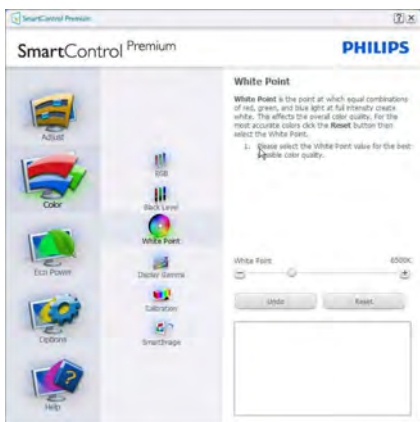 SmartControl Premium
SmartControl Premium
PHILIPS
Adjust
Color
Eco Power
Options
Help
RGB
Black Level
White Point
Display Gamma
Calibration
SmartImage
White Point
White Point is the point at which equal combinations
of red, green, and blue light at full intensity create
white. This effects the overall color quality. For the
most accurate colors click the Reset button then
select the White Point.
1. Please select the White Point value for the best
color quality.
White Point 6500K
Undo Reset